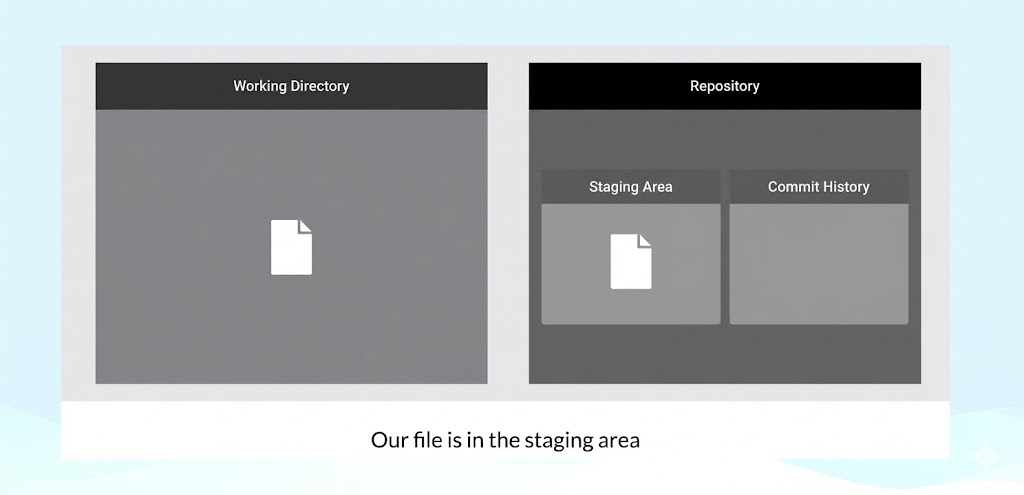 Working Directory
Repository
Staging Area
Commit History
Our file is in the staging area